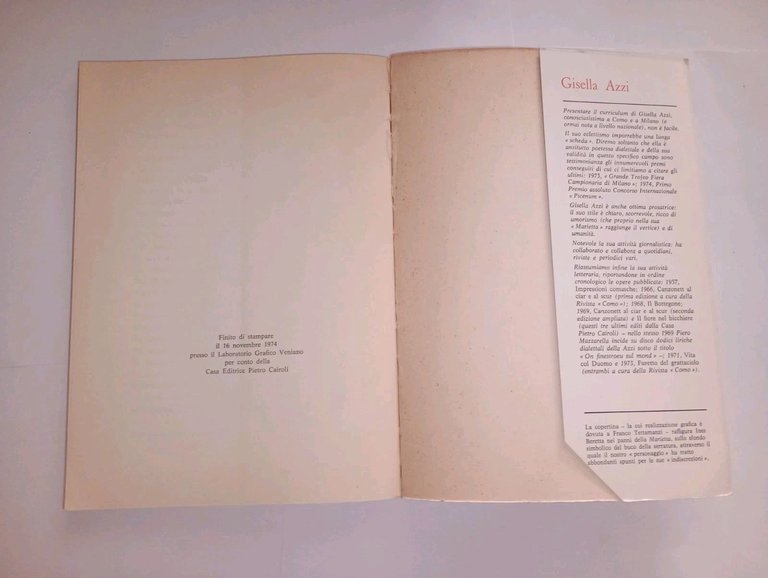 Finito di stampare
il 16 novembre 1974
presso il Laboratorio Grafico Veniano
per conto della
Casa Editrice Pietro Cairoli
Gisella Azzi
Presentare il curriculum di Gisella Azzi,
conosciutissima a Como e a Milano (e
ormai nota a livello nazionale), non è facile.
Il suo eclettismo imporrebbe una lunga
« scheda ». Diremo soltanto che ella è
anzitutto poetessa dialettale e della sua
validità in questo specifico campo sono
testimonianza gli innumerevoli premi
conseguiti di cui ci limitiamo a citare gli
ultimi: 1973, « Grande Trofeo Fiera
Campionaria di Milano »; 1974, Primo
Premio assoluto Concorso Internazionale
« Picenum ».
Gisella Azzi è anche ottima prosatrice:
il suo stile è chiaro, scorrevole, ricco di
umorismo (che proprio nella sua
« Marietta » raggiunge il vertice) e di
umanità.
Notevole la sua attività giornalistica: ha
collaborato e collabora a quotidiani,
riviste e periodici vari.
Riassumiamo infine la sua attività
letteraria, riportandone in ordine
cronologico le opere pubblicate: 1957,
Impressioni comasche; 1966, Canzonett al
ciar e al scur (prima edizione a cura della
Rivista « Como »); 1968, Il Bottegone;
1969, Canzonett al ciar e al scur (seconda
edizione ampliata) e Il fiore nel bicchiere
(questi tre ultimi editi dalla Casa
Pietro Cairoli) – nello stesso 1969 Piero
Mazzarella incide su disco dodici liriche
dialettali della Azzi sotto il titolo
« On finestroeu sul mond » –; 1971, Vita
col Duomo e 1973, Furetto del grattacielo
(entrambi a cura della Rivista « Como »).
La copertina – la cui realizzazione grafica è
dovuta a Franco Tettamanzi – raffigura Ines
Beretta nei panni della Marietta, sullo sfondo
simbolico del buco della serratura, attraverso il
quale il nostro « personaggio » ha tratto
abbondanti spunti per le sue « indiscrezioni ».